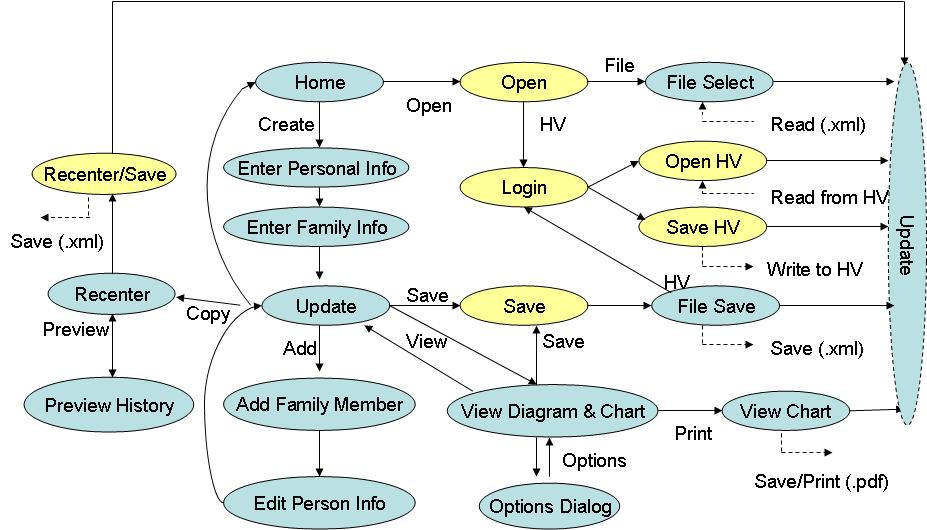 Home
Open
Open
File
File Select
Read (.xml)
Create
HV
Enter Personal Info
Recenter/Save
Login
Open HV
Read from HV
Enter Family Info
Save HV
Write to HV
Save (.xml)
Update
Recenter
Copy
Update
Save
Save
HV
File Save
Save (.xml)
Preview
Add
View
Save
Preview History
Add Family Member
View Diagram & Chart
Print
View Chart
Save/Print (.pdf)
Options
Edit Person Info
Options Dialog